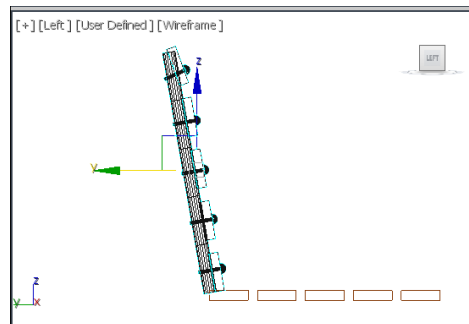 [+] [Left] [User Defined] [Wireframe]
LEFT
z
y
z
y
x